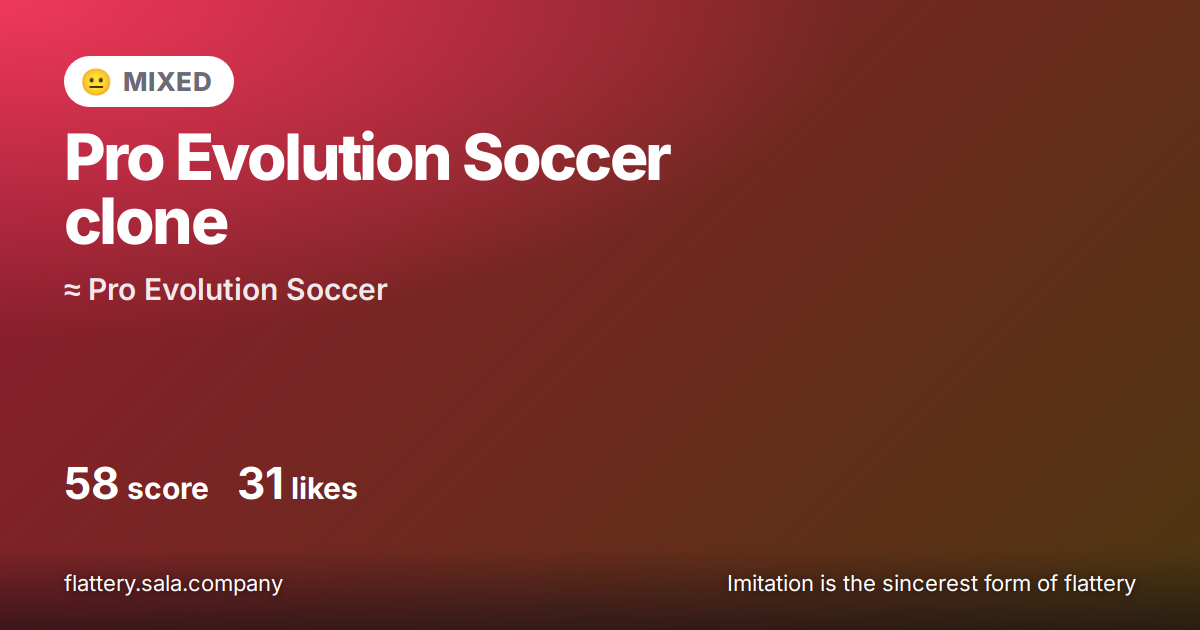 😐 MIXED
Pro Evolution Soccer
clone
≈ Pro Evolution Soccer
58 score 31 likes
flattery.sala.company
Imitation is the sincerest form of flattery